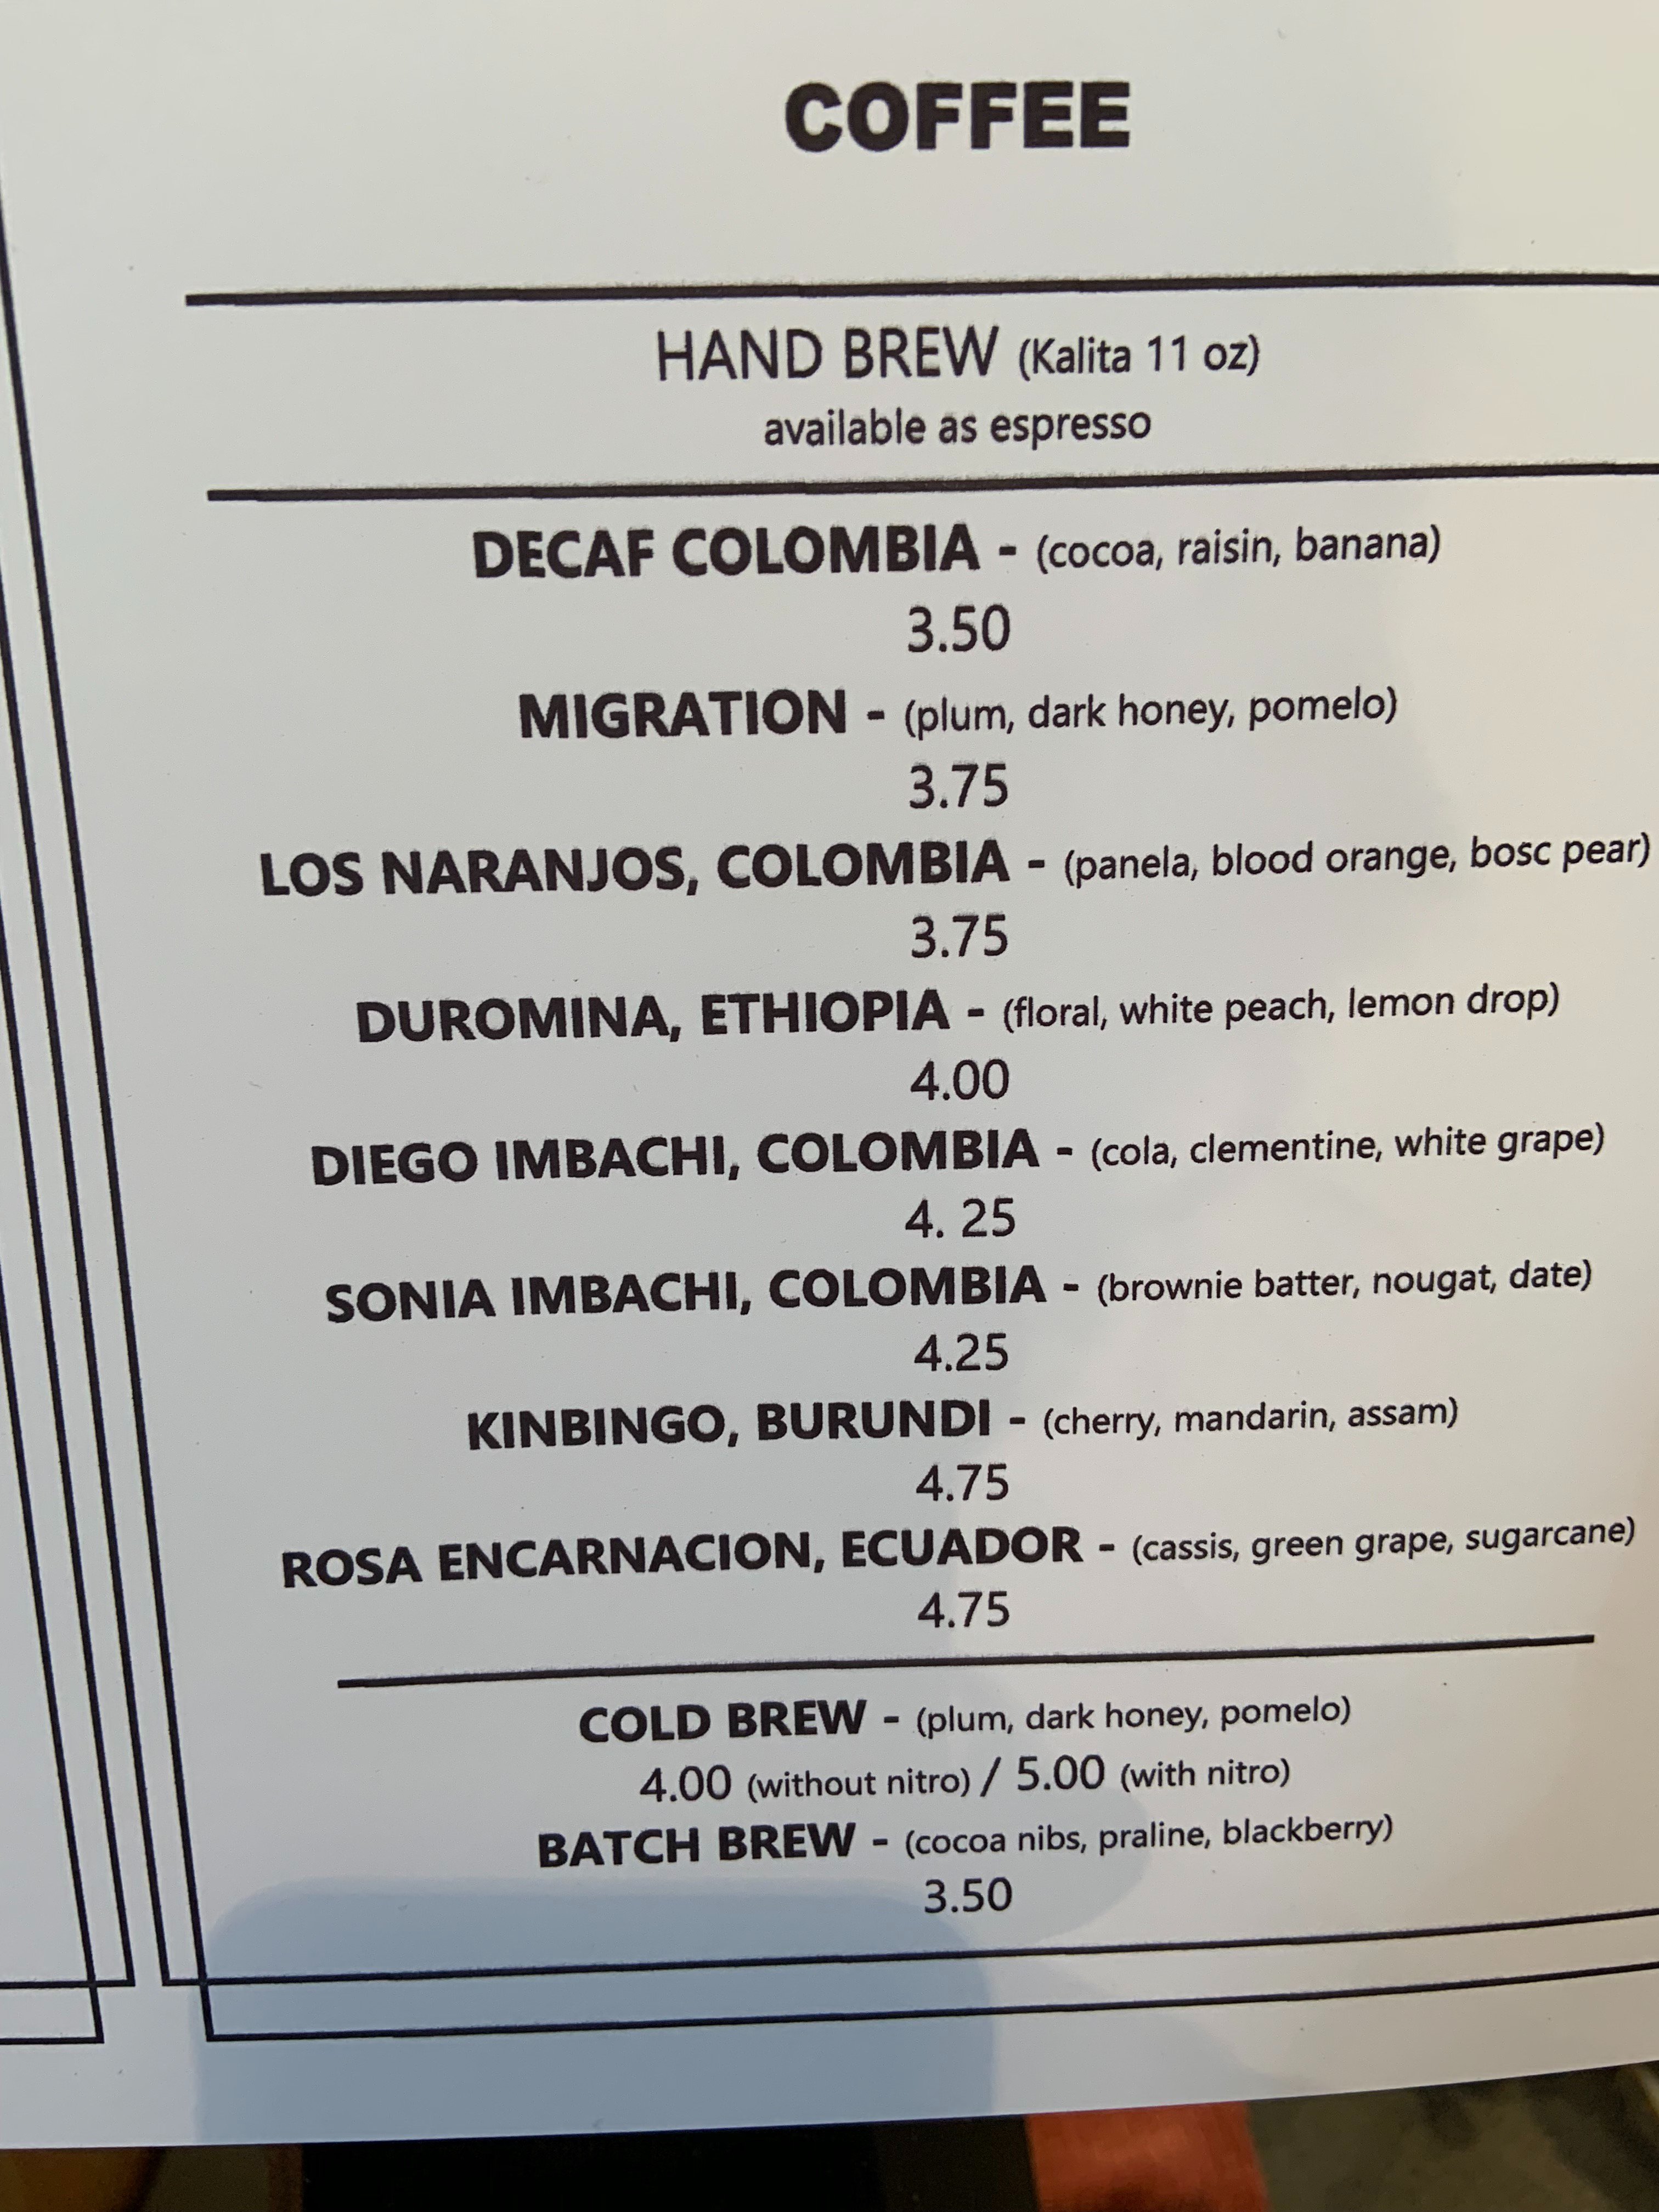 COFFEE
HAND BREW (Kalita 11 oz)
available as espresso
DECAF COLOMBIA - (cocoa, raisin, banana)
3.50
MIGRATION - (plum, dark honey, pomelo)
3.75
LOS NARANJOS, COLOMBIA - (panela, blood orange, bosc pear)
3.75
DUROMINA, ETHIOPIA - (floral, white peach, lemon drop)
4.00
DIEGO IMBACHI, COLOMBIA - (cola, clementine, white grape)
4. 25
SONIA IMBACHI, COLOMBIA - (brownie batter, nougat, date)
4.25
KINBINGO, BURUNDI - (cherry, mandarin, assam)
4.75
ROSA ENCARNACION, ECUADOR - (cassis, green grape, sugarcane)
4.75
COLD BREW - (plum, dark honey, pomelo)
4.00 (without nitro) / 5.00 (with nitro)
BATCH BREW - (cocoa nibs, praline, blackberry)
3.50